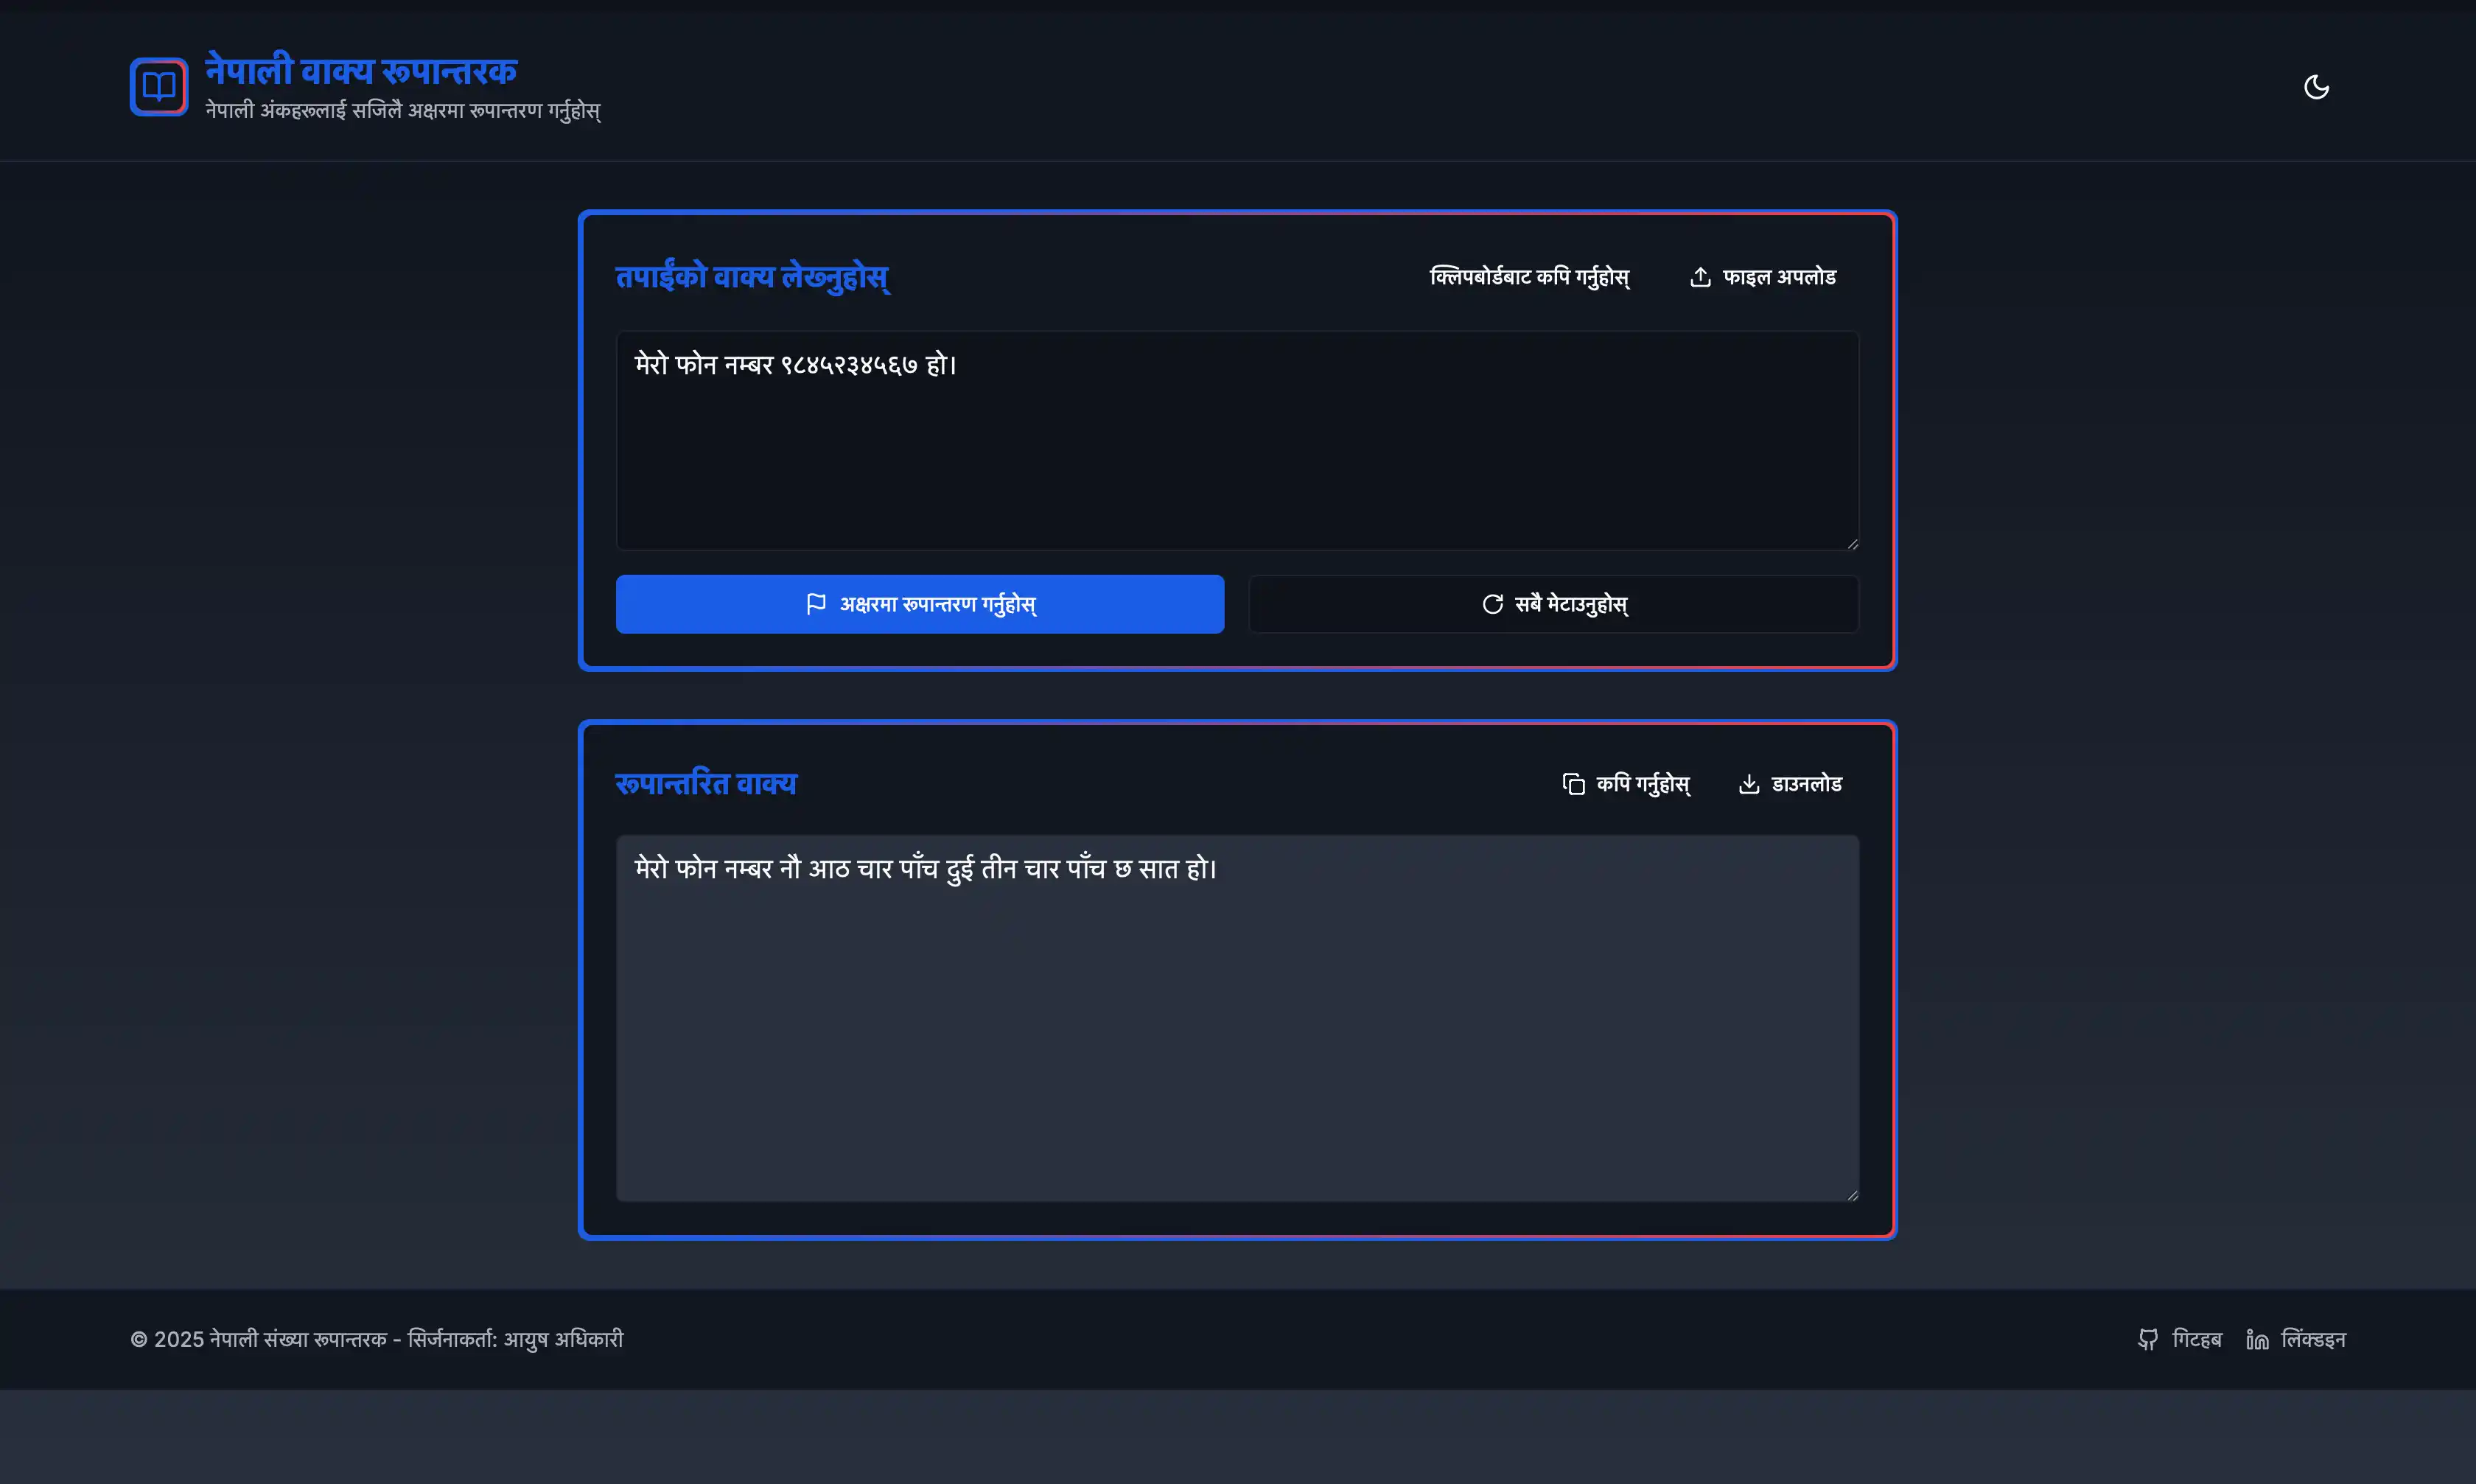 नेपाली वाक्य रूपान्तरक
नेपाली अंकहरूलाई सजिलै अक्षरमा रूपान्तरण गर्नुहोस्
तपाईंको वाक्य लेख्नुहोस्
क्लिपबोर्डबाट कपि गर्नुहोस्
फाइल अपलोड
मेरो फोन नम्बर ९८४५२३४५६७ हो।
अक्षरमा रूपान्तरण गर्नुहोस्
सबै मेटाउनुहोस्
रूपान्तरित वाक्य
कपि गर्नुहोस्
डाउनलोड
मेरो फोन नम्बर नौ आठ चार पाँच दुई तीन चार पाँच छ सात हो।
© 2025 नेपाली संख्या रूपान्तरक - सिर्जनाकर्ता: आयुष अधिकारी
गिटहब
लिंक्डइन